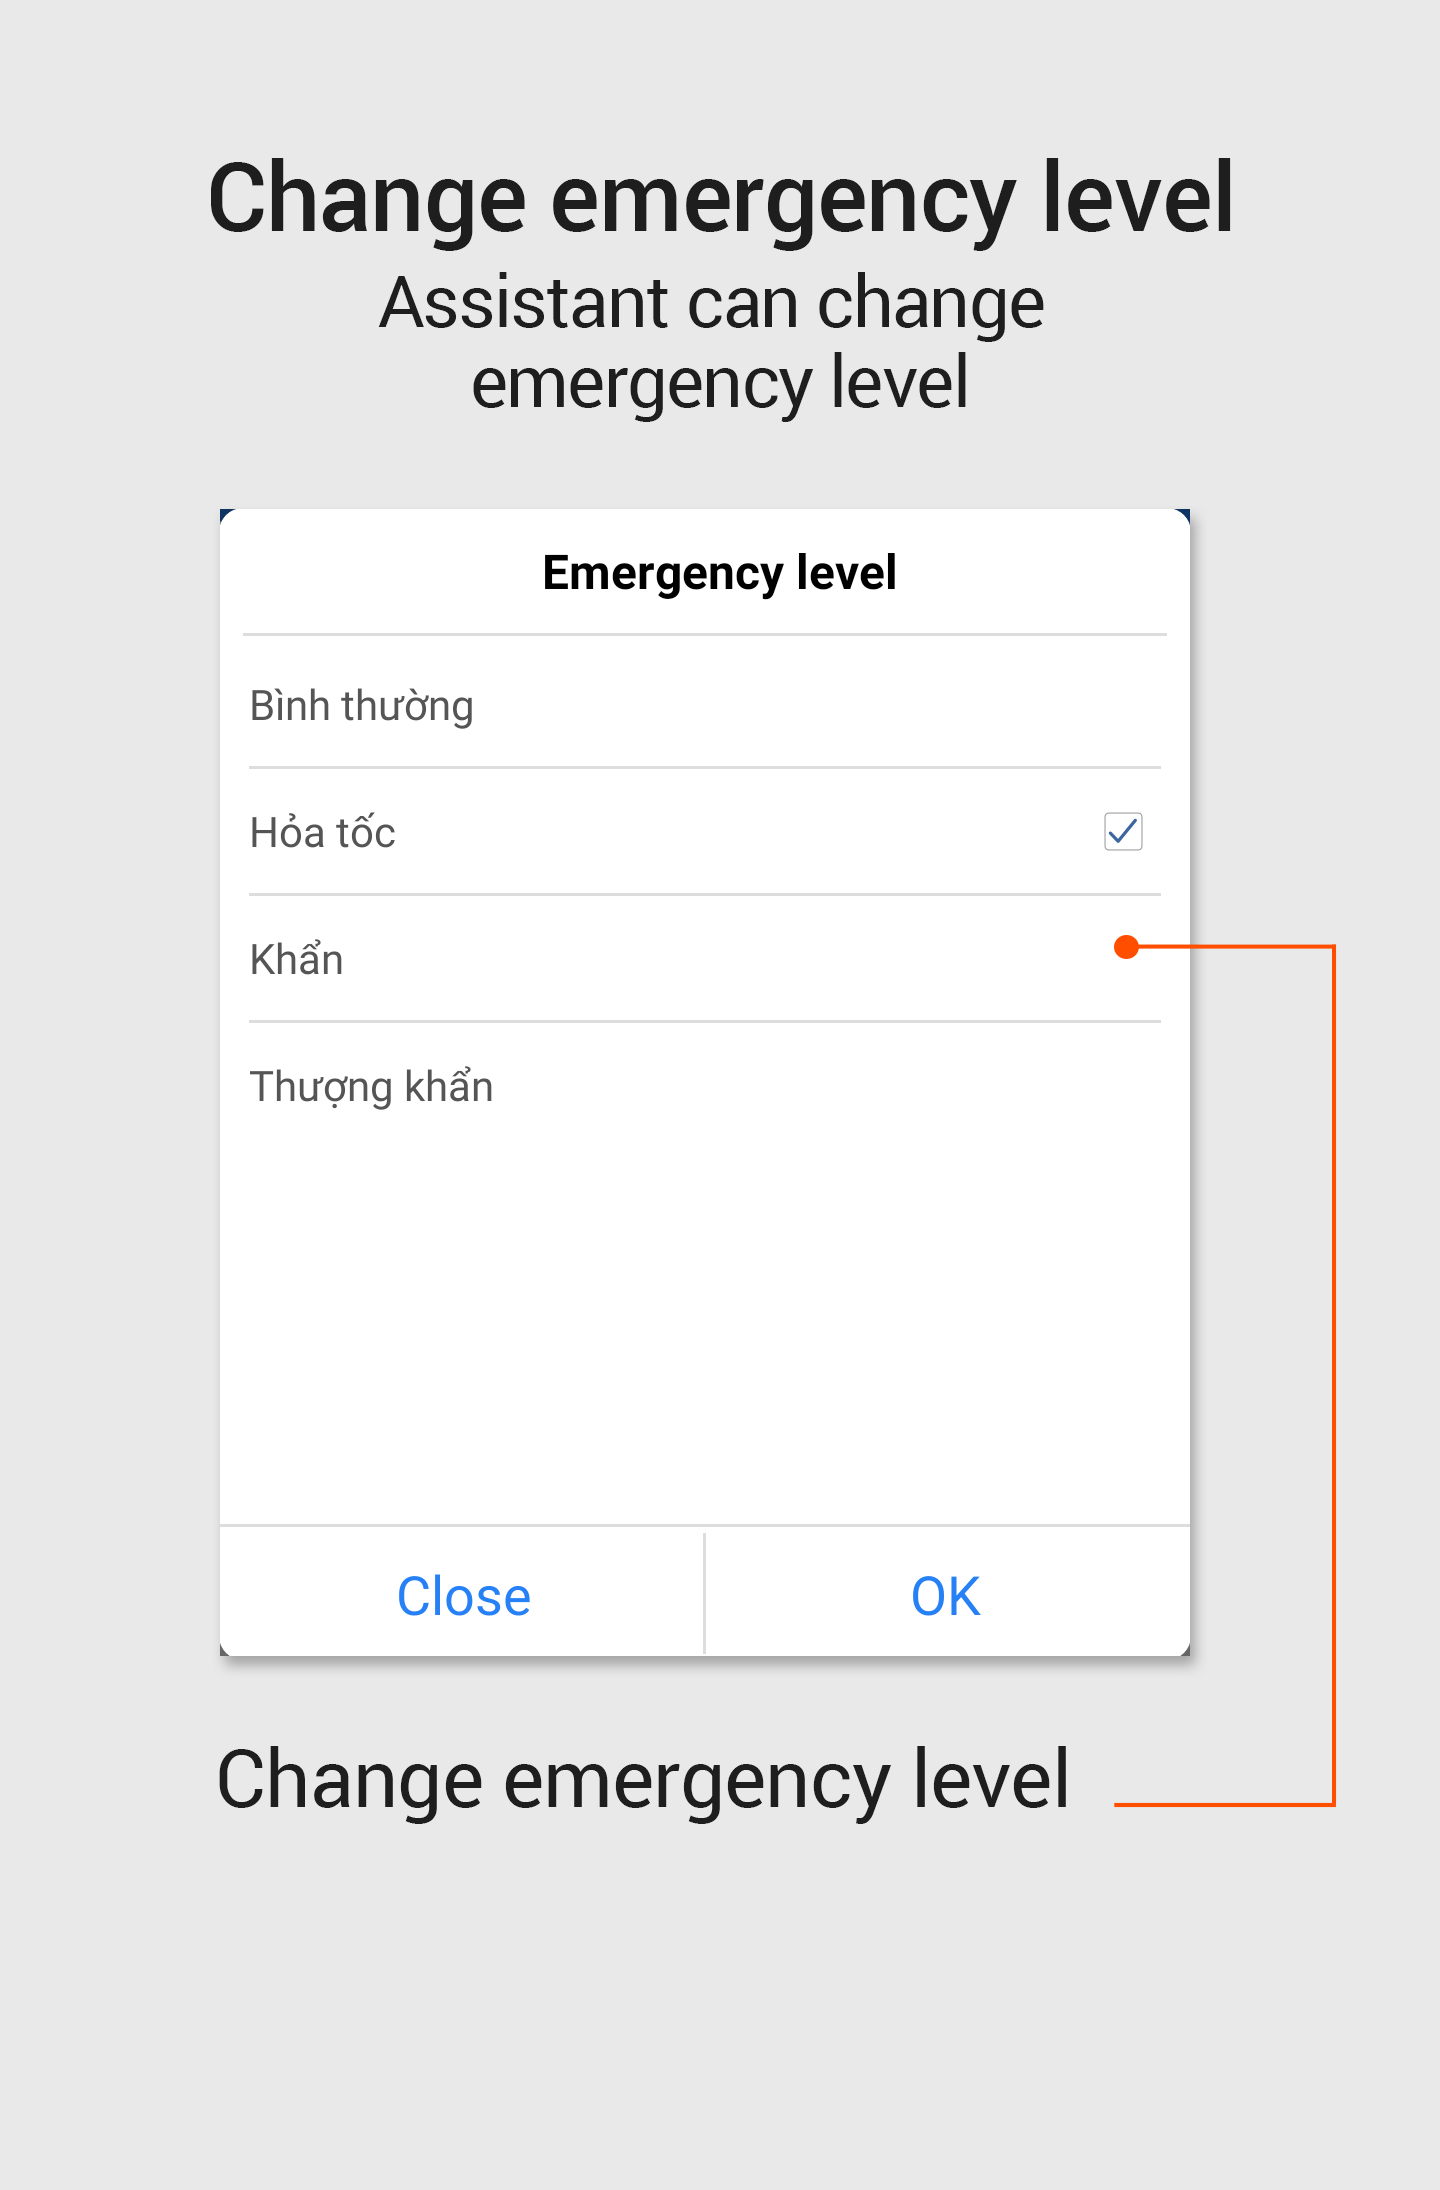 Change emergency level
Assistant can change
emergency level
Emergency level
Bình thường
Hỏa tốc
Khẩn
Thượng khẩn
Close
OK
Change emergency level